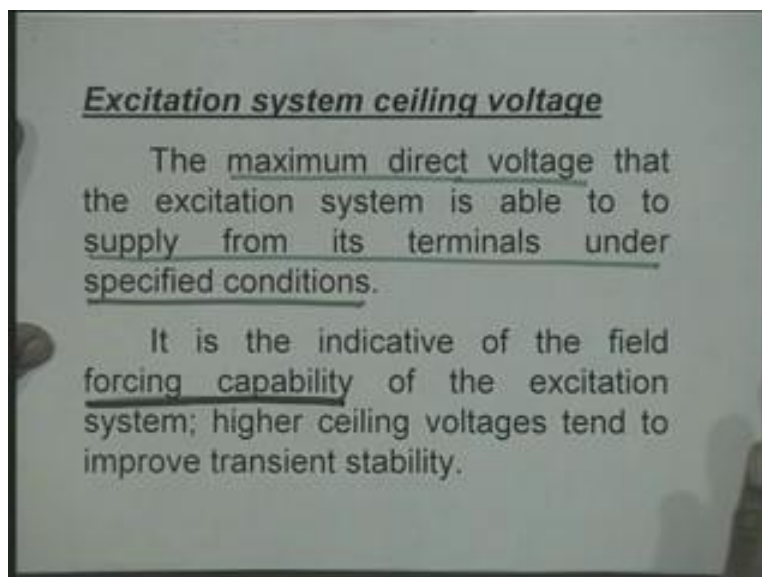 Excitation system ceiling voltage
The maximum direct voltage that
the excitation system is able to to
supply from its terminals under
specified conditions.
It is the indicative of the field
forcing capability of the excitation
system; higher ceiling voltages tend to
improve transient stability.